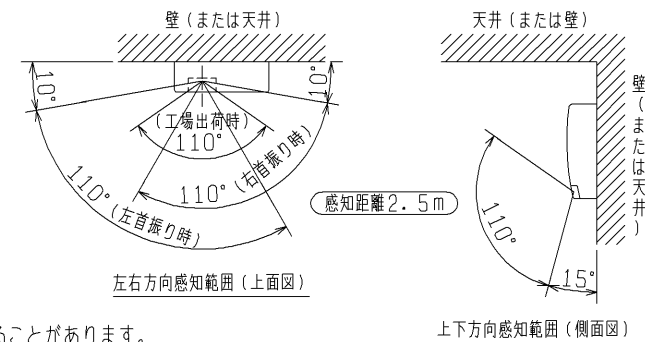 壁（または天井）
10°
10°
（工場出荷時）
110°
110°（右首振り時）
110°（左首振り時）
左右方向感知範囲（上面図）
感知距離2．5m
天井（または壁）
壁（または天井）
110°
15°
上下方向感知範囲（側面図）
ることがあります。